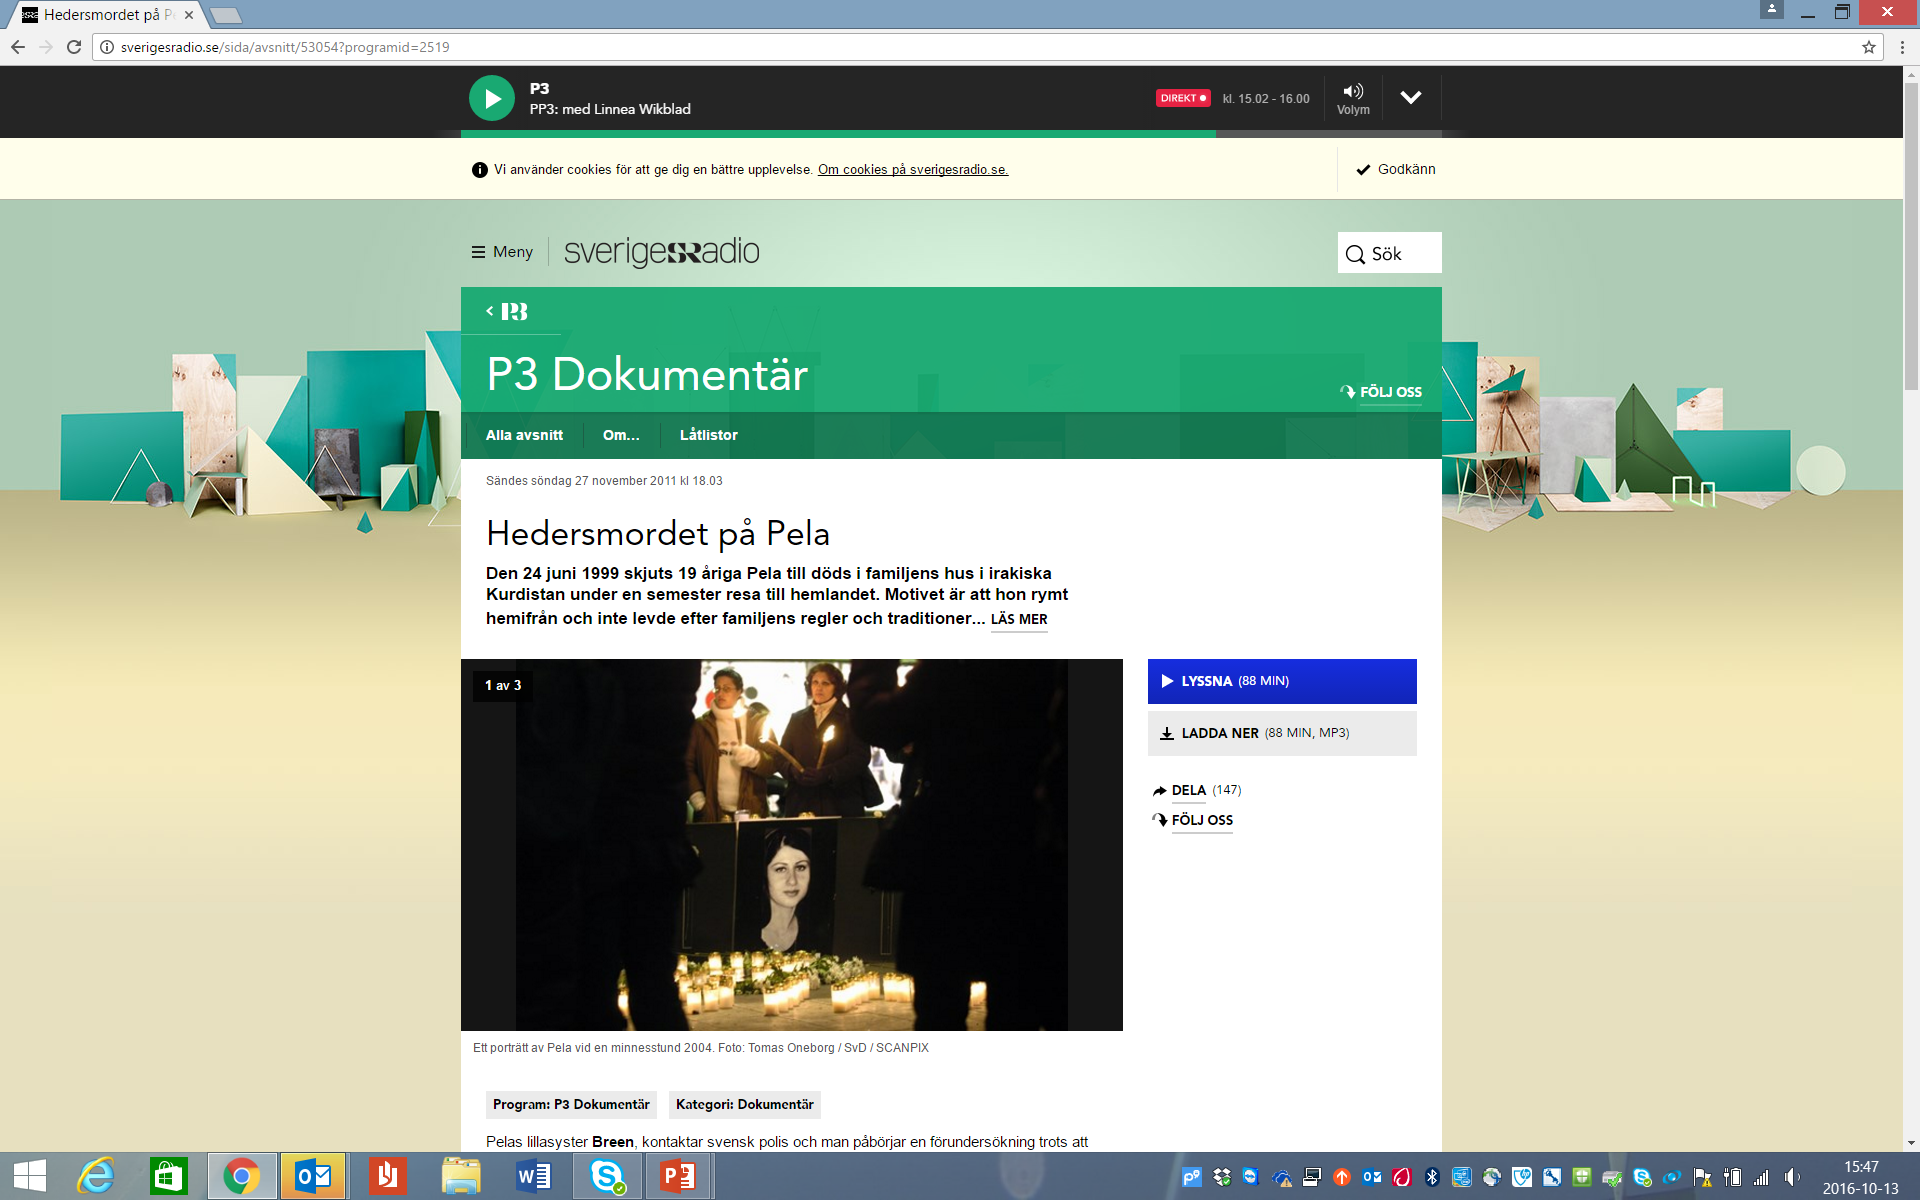 Hedersmordet på P
sverigesradio.se/sida/avsnitt/53054?programid=2519
P3
PP3: med Linnea Wikblad
DIREKT
kl. 15.02 - 16.00
Volym
Vi använder cookies för att ge dig en bättre upplevelse. Om cookies på sverigesradio.se.
Godkänn
Meny
sverigesRadio
Sök
P3
P3 Dokumentär
FÖLJ OSS
Alla avsnitt
Om...
Låtlistor
Sändes söndag 27 november 2011 kl 18.03
Hedersmordet på Pela
Den 24 juni 1999 skjuts 19 åriga Pela till döds i familjens hus i irakiska
Kurdistan under en semester resa till hemlandet. Motivet är att hon rymt
hemifrån och inte levde efter familjens regler och traditioner... LÄS MER
1 av 3
LYSSNA (88 MIN)
LADDA NER (88 MIN, MP3)
DELA (147)
FÖLJ OSS
Ett porträtt av Pela vid en minnesstund 2004. Foto: Tomas Oneborg / SvD / SCANPIX
Program: P3 Dokumentär
Kategori: Dokumentär
Pelas lillasyster Breen, kontaktar svensk polis och man påbörjar en förundersökning trots att
15:47
2016-10-13